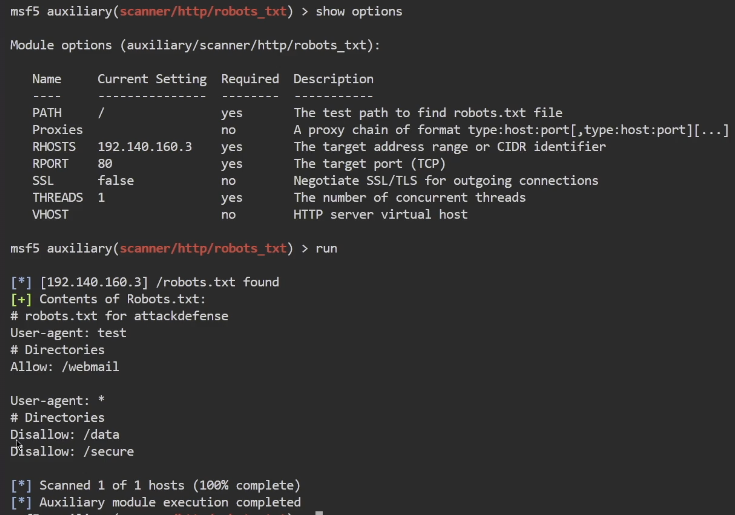 msf5 auxiliary(scanner/http/robots_txt) > show options
Module options (auxiliary/scanner/http/robots_txt):
Name Current Setting Required Description
---- --------------- -------- -----------
PATH / yes The test path to find robots.txt file
Proxies no A proxy chain of format type:host:port[,type:host:port][...]
RHOSTS 192.140.160.3 yes The target address range or CIDR identifier
RPORT 80 yes The target port (TCP)
SSL false no Negotiate SSL/TLS for outgoing connections
THREADS 1 yes The number of concurrent threads
VHOST no HTTP server virtual host
msf5 auxiliary(scanner/http/robots_txt) > run
[*] [192.140.160.3] /robots.txt found
[+] Contents of Robots.txt:
# robots.txt for attackdefense
User-agent: test
# Directories
Allow: /webmail
User-agent: *
# Directories
Disallow: /data
Disallow: /secure
[*] Scanned 1 of 1 hosts (100% complete)
[*] Auxiliary module execution completed